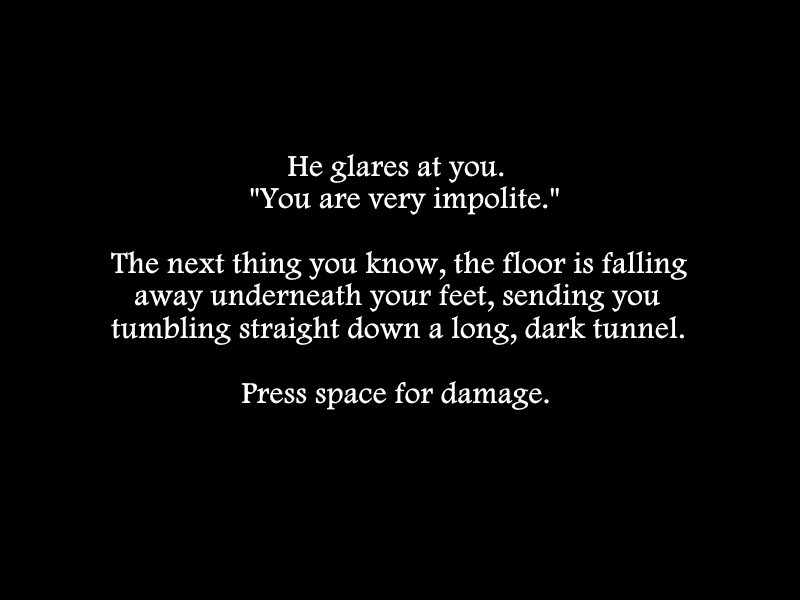 He glares at you.
"You are very impolite."
The next thing you know, the floor is falling
away underneath your feet, sending you
tumbling straight down a long, dark tunnel.
Press space for damage.